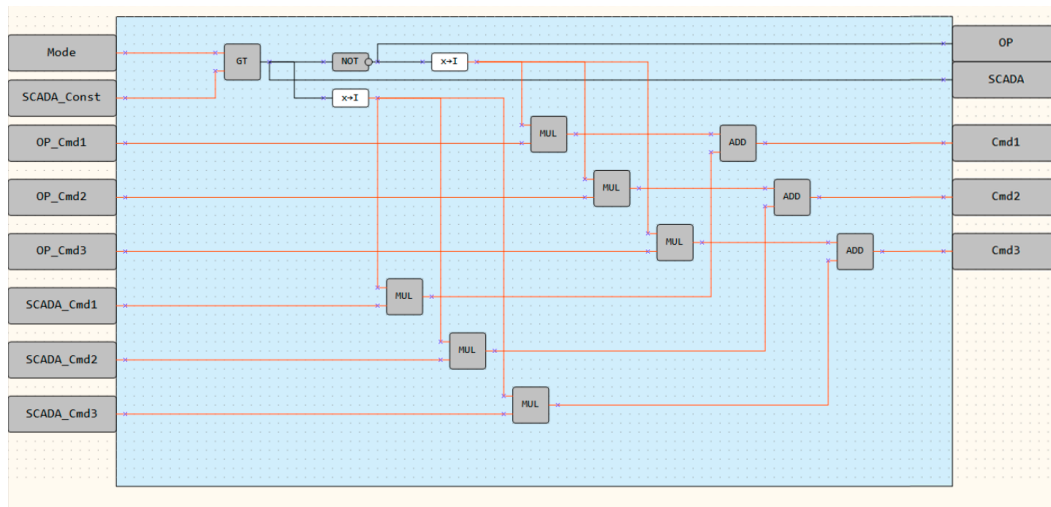 Mode
SCADA_Const
OP_Cmd1
OP_Cmd2
OP_Cmd3
SCADA_Cmd1
SCADA_Cmd2
SCADA_Cmd3
GT
NOT
x→I
x→I
MUL
MUL
MUL
MUL
MUL
MUL
ADD
ADD
ADD
OP
SCADA
Cmd1
Cmd2
Cmd3